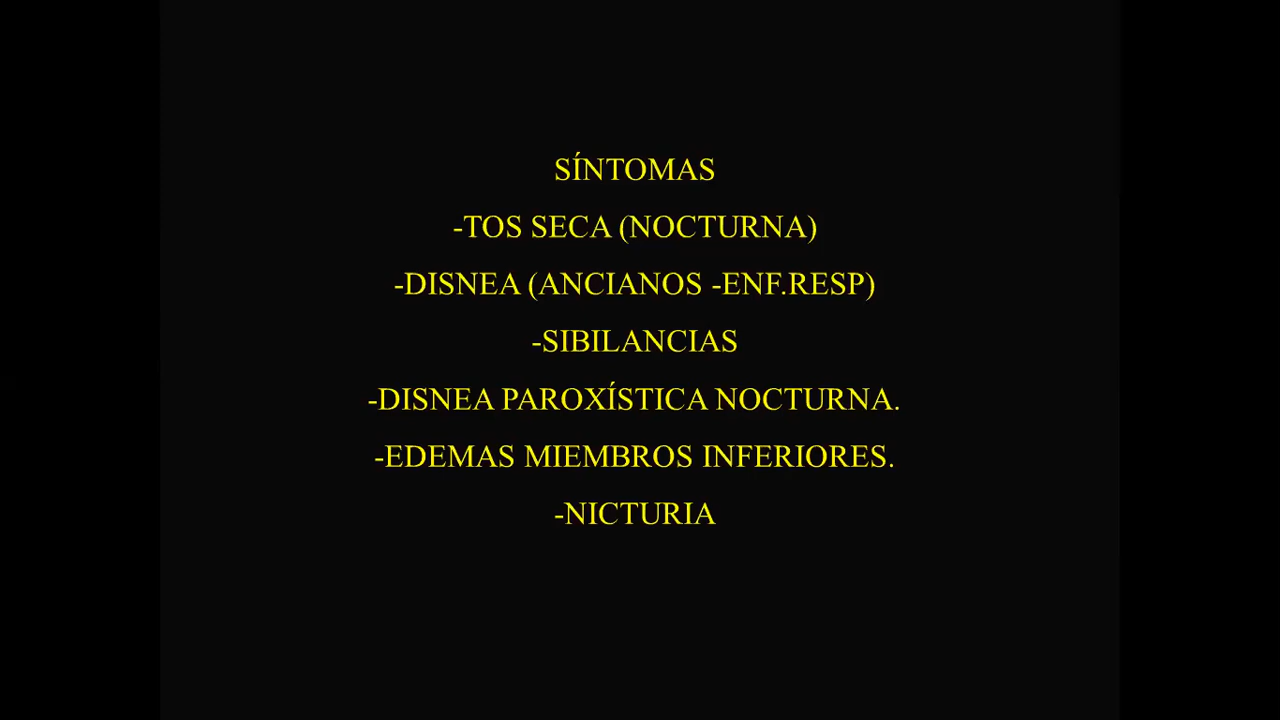 SÍNTOMAS
-TOS SECA (NOCTURNA)
-DISNEA (ANCIANOS -ENF.RESP)
-SIBILANCIAS
-DISNEA PAROXÍSTICA NOCTURNA.
-EDEMAS MIEMBROS INFERIORES.
-NICTURIA